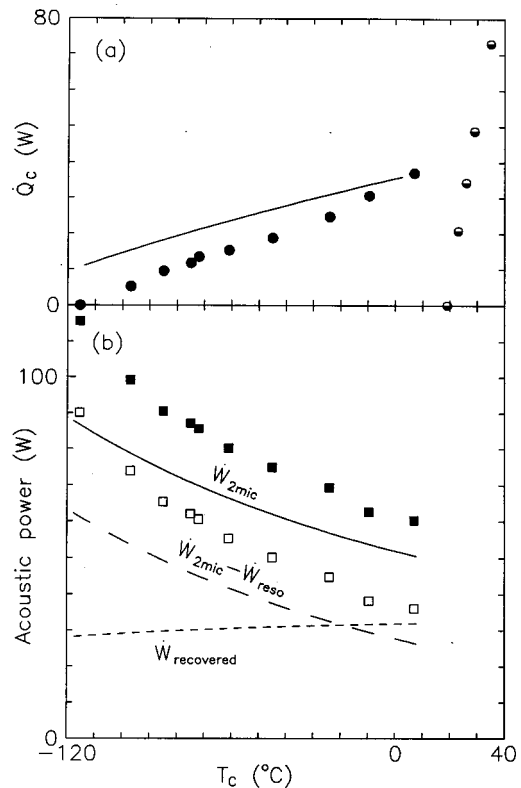 80
(a)
Q̇c (W)
0
(b)
100
Acoustic power (W)
Ẇ2mic
Ẇ2mic–Ẇreso
Ẇrecovered
0
-120
0
40
Tc (°C)